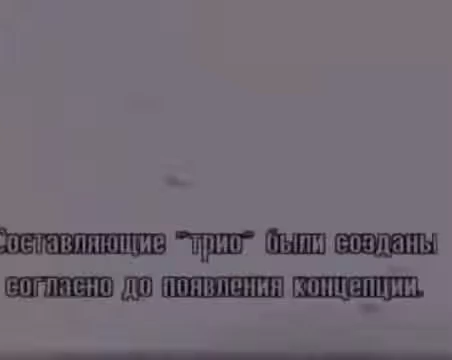 Составляющие "трио" были созданы
согласно до появления концепции.